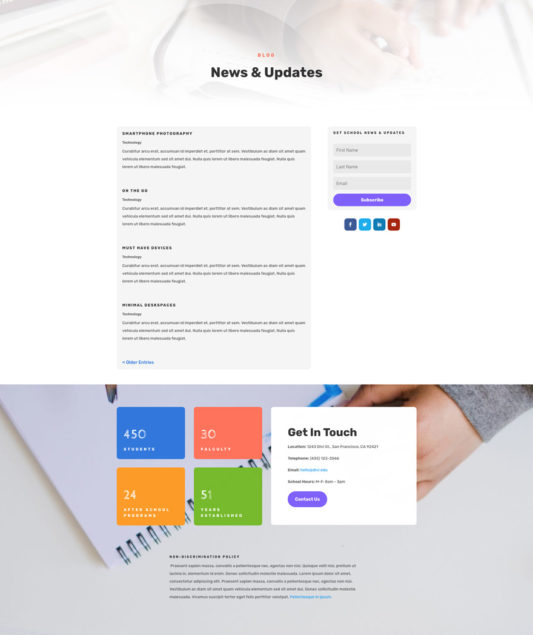 BLOG
News & Updates
SMARTPHONE PHOTOGRAPHY
Technology
Curabitur arcu erat, accumsan id imperdiet et, porttitor at sem. Vestibulum ac diam sit amet quam
vehicula elementum sed sit amet dui. Nulla quis lorem ut libero malesuada feugiat. Nulla quis
lorem ut libero malesuada feugiat.
ON THE GO
Technology
Curabitur arcu erat, accumsan id imperdiet et, porttitor at sem. Vestibulum ac diam sit amet quam
vehicula elementum sed sit amet dui. Nulla quis lorem ut libero malesuada feugiat. Nulla quis
lorem ut libero malesuada feugiat.
MUST HAVE DEVICES
Technology
Curabitur arcu erat, accumsan id imperdiet et, porttitor at sem. Vestibulum ac diam sit amet quam
vehicula elementum sed sit amet dui. Nulla quis lorem ut libero malesuada feugiat. Nulla quis
lorem ut libero malesuada feugiat.
MINIMAL DESKSPACES
Technology
Curabitur arcu erat, accumsan id imperdiet et, porttitor at sem. Vestibulum ac diam sit amet quam
vehicula elementum sed sit amet dui. Nulla quis lorem ut libero malesuada feugiat. Nulla quis
lorem ut libero malesuada feugiat.
< Older Entries
GET SCHOOL NEWS & UPDATES
First Name
Last Name
Email
Subscribe
450
STUDENTS
30
FALCULTY
24
AFTER SCHOOL
PROGRAMS
51
YEARS
ESTABLISHED
Get In Touch
Location: 1243 Divi St., San Francisco, CA 92421
Telephone: (435) 123-3566
Email: hello@divi.edu
School Hours: M-F: 8am - 3pm
Contact Us
NON-DISCRIMINATION POLICY
Praesent sapien massa, convallis a pellentesque nec, egestas non nisi. Quisque velit nisi, pretium ut
lacinia in, elementum id enim. Donec sollicitudin molestie malesuada. Lorem ipsum dolor sit amet,
consectetur adipiscing elit. Praesent sapien massa, convallis a pellentesque nec, egestas non nisi.
Vestibulum ac diam sit amet quam vehicula elementum sed sit amet dui. Donec sollicitudin molestie
malesuada. Vivamus suscipit tortor eget felis porttitor volutpat. Pellentesque in ipsum.